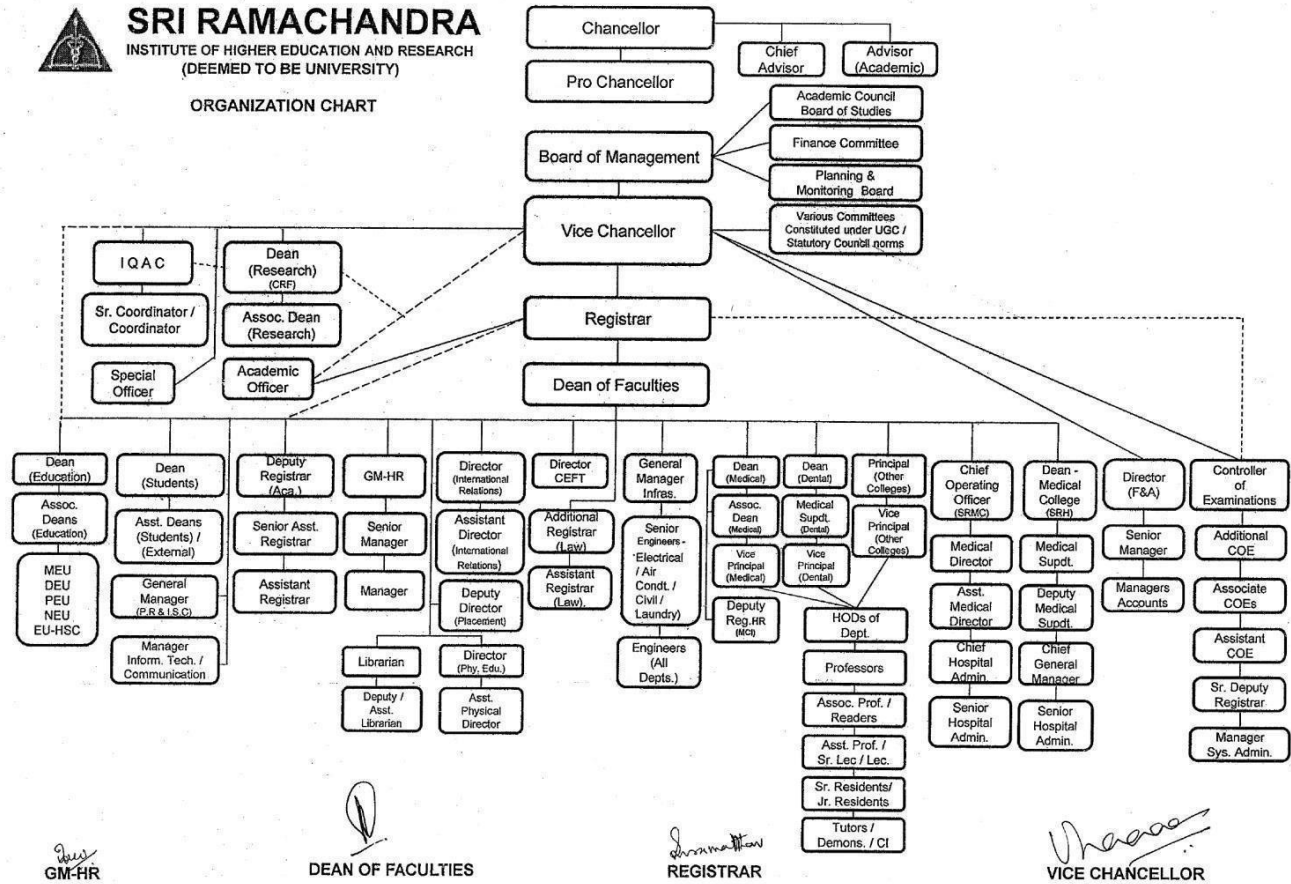 SRI RAMACHANDRA
INSTITUTE OF HIGHER EDUCATION AND RESEARCH
(DEEMED TO BE UNIVERSITY)
ORGANIZATION CHART
Chancellor
Chief
Advisor
Advisor
(Academic)
Pro Chancellor
Academic Council
Board of Studies
Board of Management
Finance Committee
Planning &
Monitoring Board
Vice Chancellor
Various Committees
Constituted under UGC /
Statutory Council norms
IQAC
Dean
(Research)
(CRF)
Sr. Coordinator /
Coordinator
Assoc. Dean
(Research)
Registrar
Special
Officer
Academic
Officer
Dean of Faculties
Dean
(Education)
Assoc.
Deans
(Education)
MEU
DEU
PEU
NEU
EU-HSC
Dean
(Students)
Asst. Deans
(Students) /
(External)
General
Manager
(P.R & I.S.C)
Manager
Inform. Tech. /
Communication
Deputy
Registrar
(Aca.)
Senior Asst.
Registrar
Assistant
Registrar
GM-HR
Senior
Manager
Manager
Director
(International
Relations)
Assistant
Director
(International
Relations)
Deputy
Director
(Placement)
Librarian
Deputy /
Asst.
Librarian
Director
(Phy. Edu.)
Asst.
Physical
Director
Director
CEFT
Additional
Registrar
(Law)
Assistant
Registrar
(Law).
General
Manager
Infras.
Senior
Engineers -
Electrical
/ Air
Condt. /
Civil /
Laundry)
Engineers
(All
Depts.)
Dean
(Medical)
Assoc.
Dean
(Medical)
Vice
Principal
(Medical)
Deputy
Reg.HR
(MCI)
Dean
(Dental)
Medical
Supdt.
(Dental)
Vice
Principal
(Dental)
Principal
(Other
Colleges)
Vice
Principal
(Other
Colleges)
HODs of
Dept.
Professors
Assoc. Prof. /
Readers
Asst. Prof. /
Sr. Lec / Lec.
Sr. Residents/
Jr. Residents
Tutors /
Demons. / CI
Chief
Operating
Officer
(SRMC)
Medical
Director
Asst.
Medical
Director
Chief
Hospital
Admin.
Senior
Hospital
Admin.
Dean -
Medical
College
(SRH)
Medical
Supdt.
Deputy
Medical
Supdt.
Chief
General
Manager
Senior
Hospital
Admin.
Director
(F&A)
Senior
Manager
Managers
Accounts
Controller
of
Examinations
Additional
COE
Associate
COEs
Assistant
COE
Sr. Deputy
Registrar
Manager
Sys. Admin.
GM-HR
DEAN OF FACULTIES
REGISTRAR
VICE CHANCELLOR